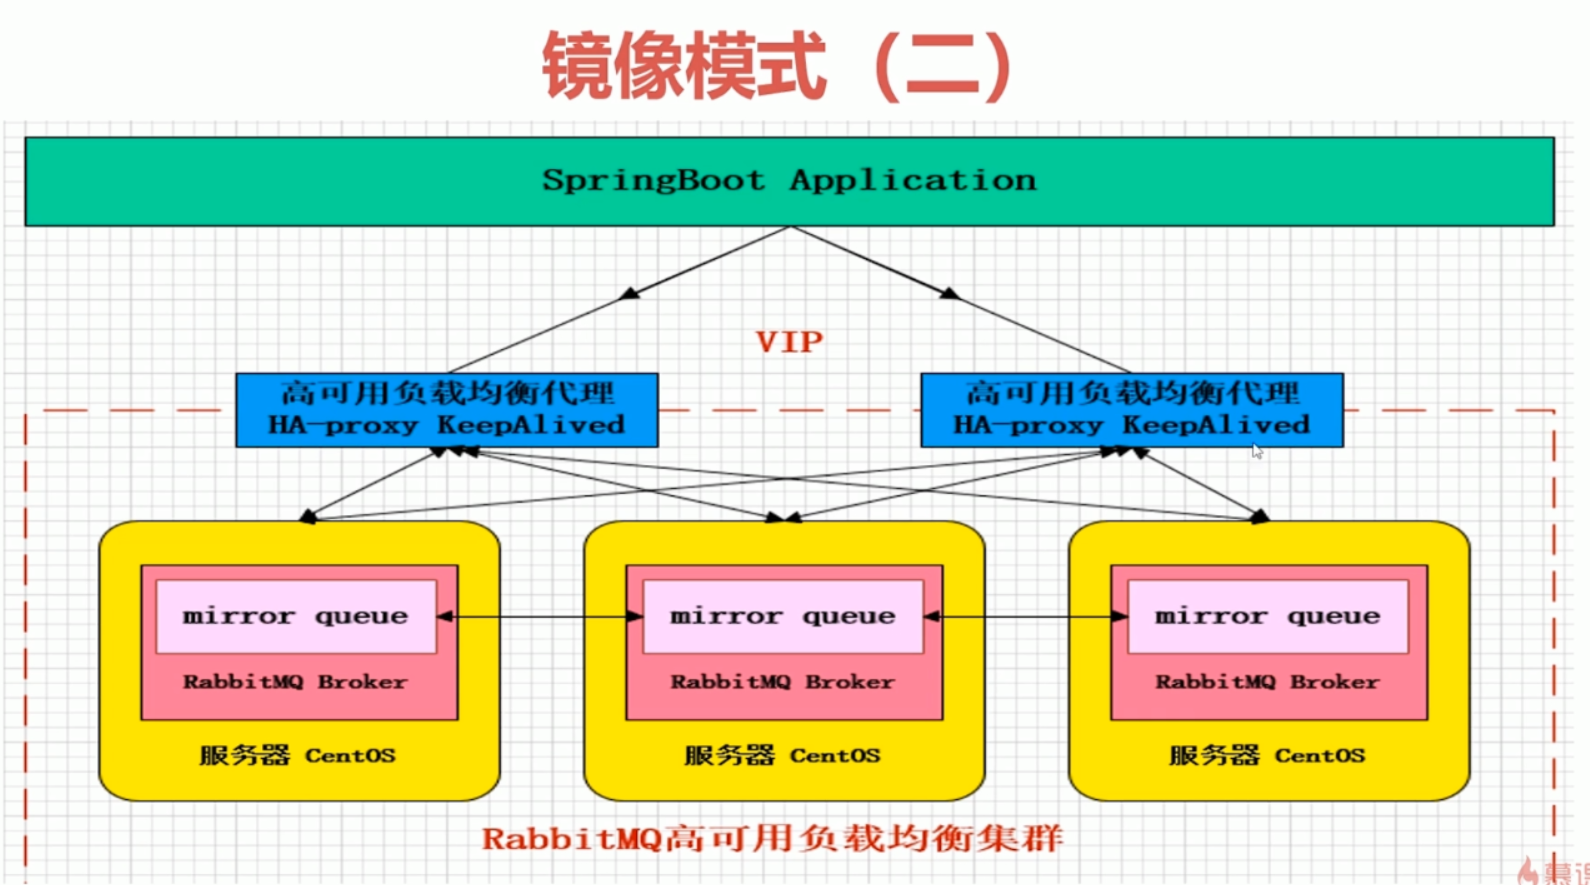 镜像模式（二）
SpringBoot Application
VIP
高可用负载均衡代理
HA-proxy KeepAlived
高可用负载均衡代理
HA-proxy KeepAlived
mirror queue
RabbitMQ Broker
服务器 CentOS
mirror queue
RabbitMQ Broker
服务器 CentOS
mirror queue
RabbitMQ Broker
服务器 CentOS
RabbitMQ高可用负载均衡集群